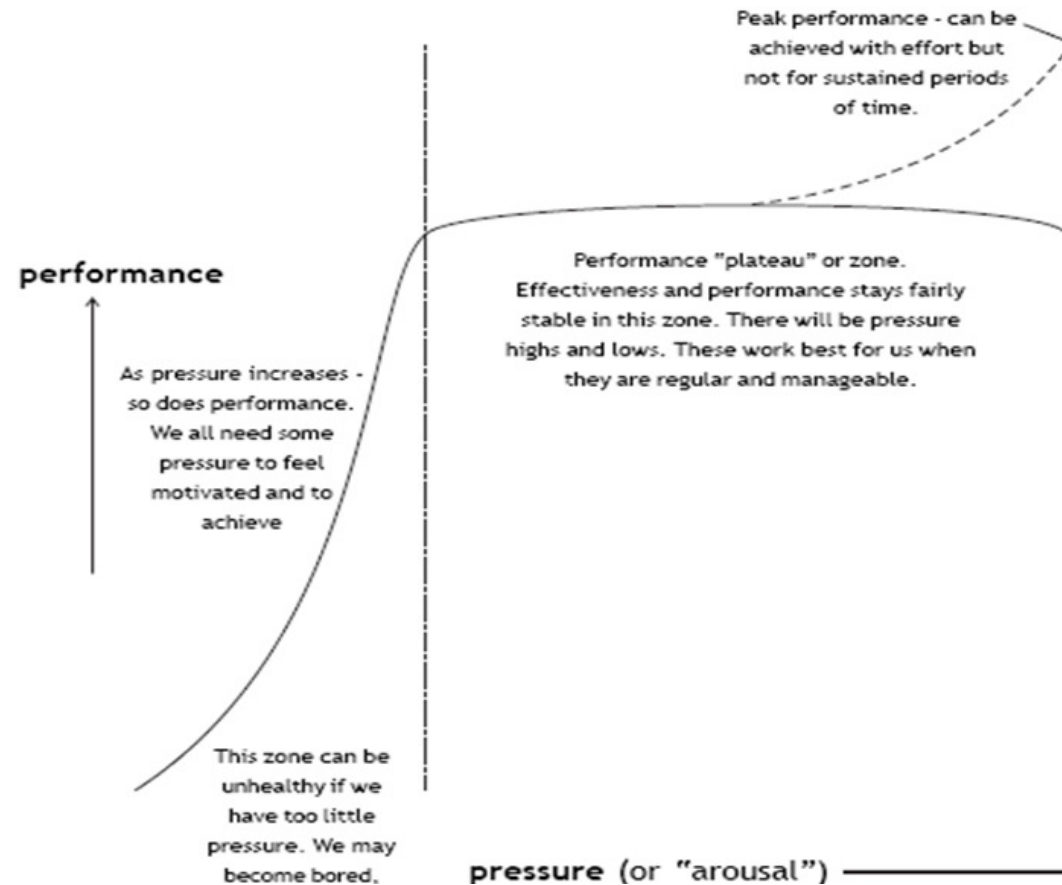 Peak performance - can be
achieved with effort but
not for sustained periods
of time.
performance
As pressure increases -
so does performance.
We all need some
pressure to feel
motivated and to
achieve
Performance "plateau" or zone.
Effectiveness and performance stays fairly
stable in this zone. There will be pressure
highs and lows. These work best for us when
they are regular and manageable.
This zone can be
unhealthy if we
have too little
pressure. We may
become bored,
pressure (or "arousal")